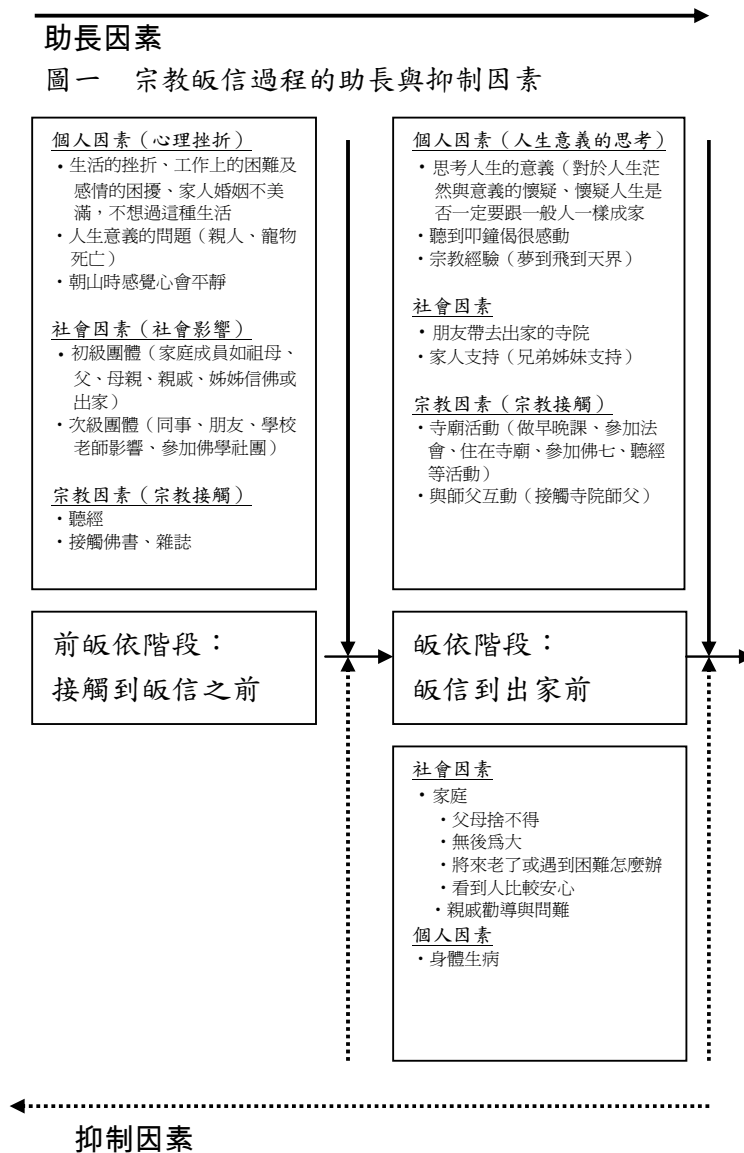 助長因素
圖一　宗教皈信過程的助長與抑制因素
個人因素（心理挫折）
・生活的挫折、工作上的困難及
感情的困擾、家人婚姻不美
滿，不想過這種生活
・人生意義的問題（親人、寵物
死亡）
・朝山時感覺心會平靜
社會因素（社會影響）
・初級團體（家庭成員如祖母、
父、母親、親戚、姊姊信佛或
出家）
・次級團體（同事、朋友、學校
老師影響、參加佛學社團）
宗教因素（宗教接觸）
・聽經
・接觸佛書、雜誌
個人因素（人生意義的思考）
・思考人生的意義（對於人生茫
然與意義的懷疑、懷疑人生是
否一定要跟一般人一樣成家
・聽到叩鐘偈很感動
・宗教經驗（夢到飛到天界）
社會因素
・朋友帶去出家的寺院
・家人支持（兄弟姊妹支持）
宗教因素（宗教接觸）
・寺廟活動（做早晚課、參加法
會、住在寺廟、參加佛七、聽經
等活動）
・與師父互動（接觸寺院師父）
前皈依階段：
接觸到皈信之前
皈依階段：
皈信到出家前
社會因素
・家庭
・父母捨不得
・無後爲大
・將來老了或遇到困難怎麼辦
・看到人比較安心
・親戚勸導與問難
個人因素
・身體生病
抑制因素